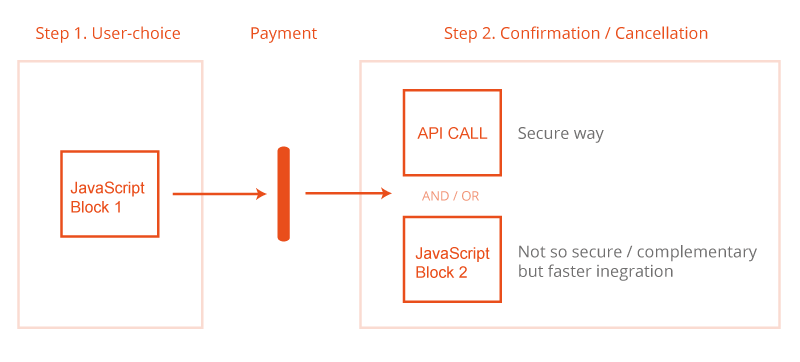 Step 1. User-choice
Payment
Step 2. Confirmation / Cancellation
JavaScript
Block 1
API CALL
Secure way
AND / OR
JavaScript
Block 2
Not so secure / complementary
but faster inegration